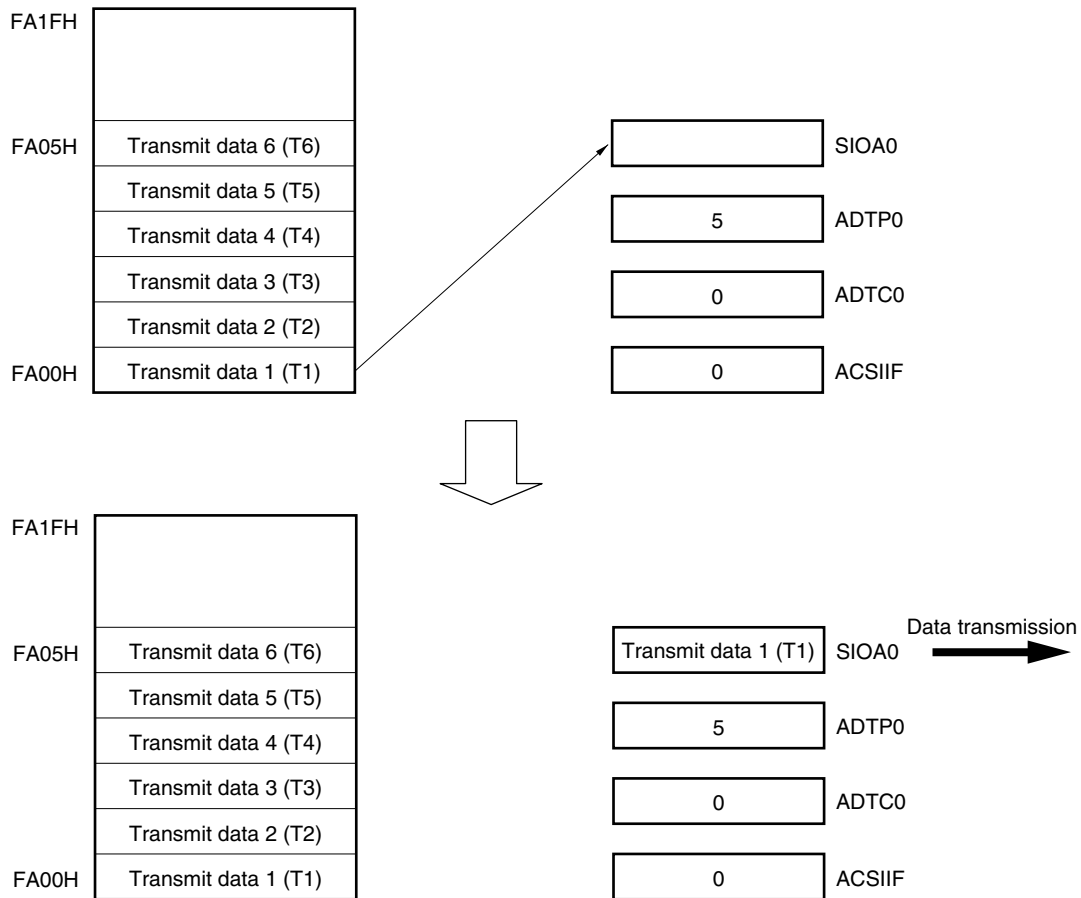 FA1FH
FA05H
Transmit data 6 (T6)
Transmit data 5 (T5)
Transmit data 4 (T4)
Transmit data 3 (T3)
Transmit data 2 (T2)
FA00H
Transmit data 1 (T1)
SIOA0
5
ADTP0
0
ADTC0
0
ACSIIF
FA1FH
FA05H
Transmit data 6 (T6)
Transmit data 5 (T5)
Transmit data 4 (T4)
Transmit data 3 (T3)
Transmit data 2 (T2)
FA00H
Transmit data 1 (T1)
Transmit data 1 (T1)
SIOA0
Data transmission
5
ADTP0
0
ADTC0
0
ACSIIF